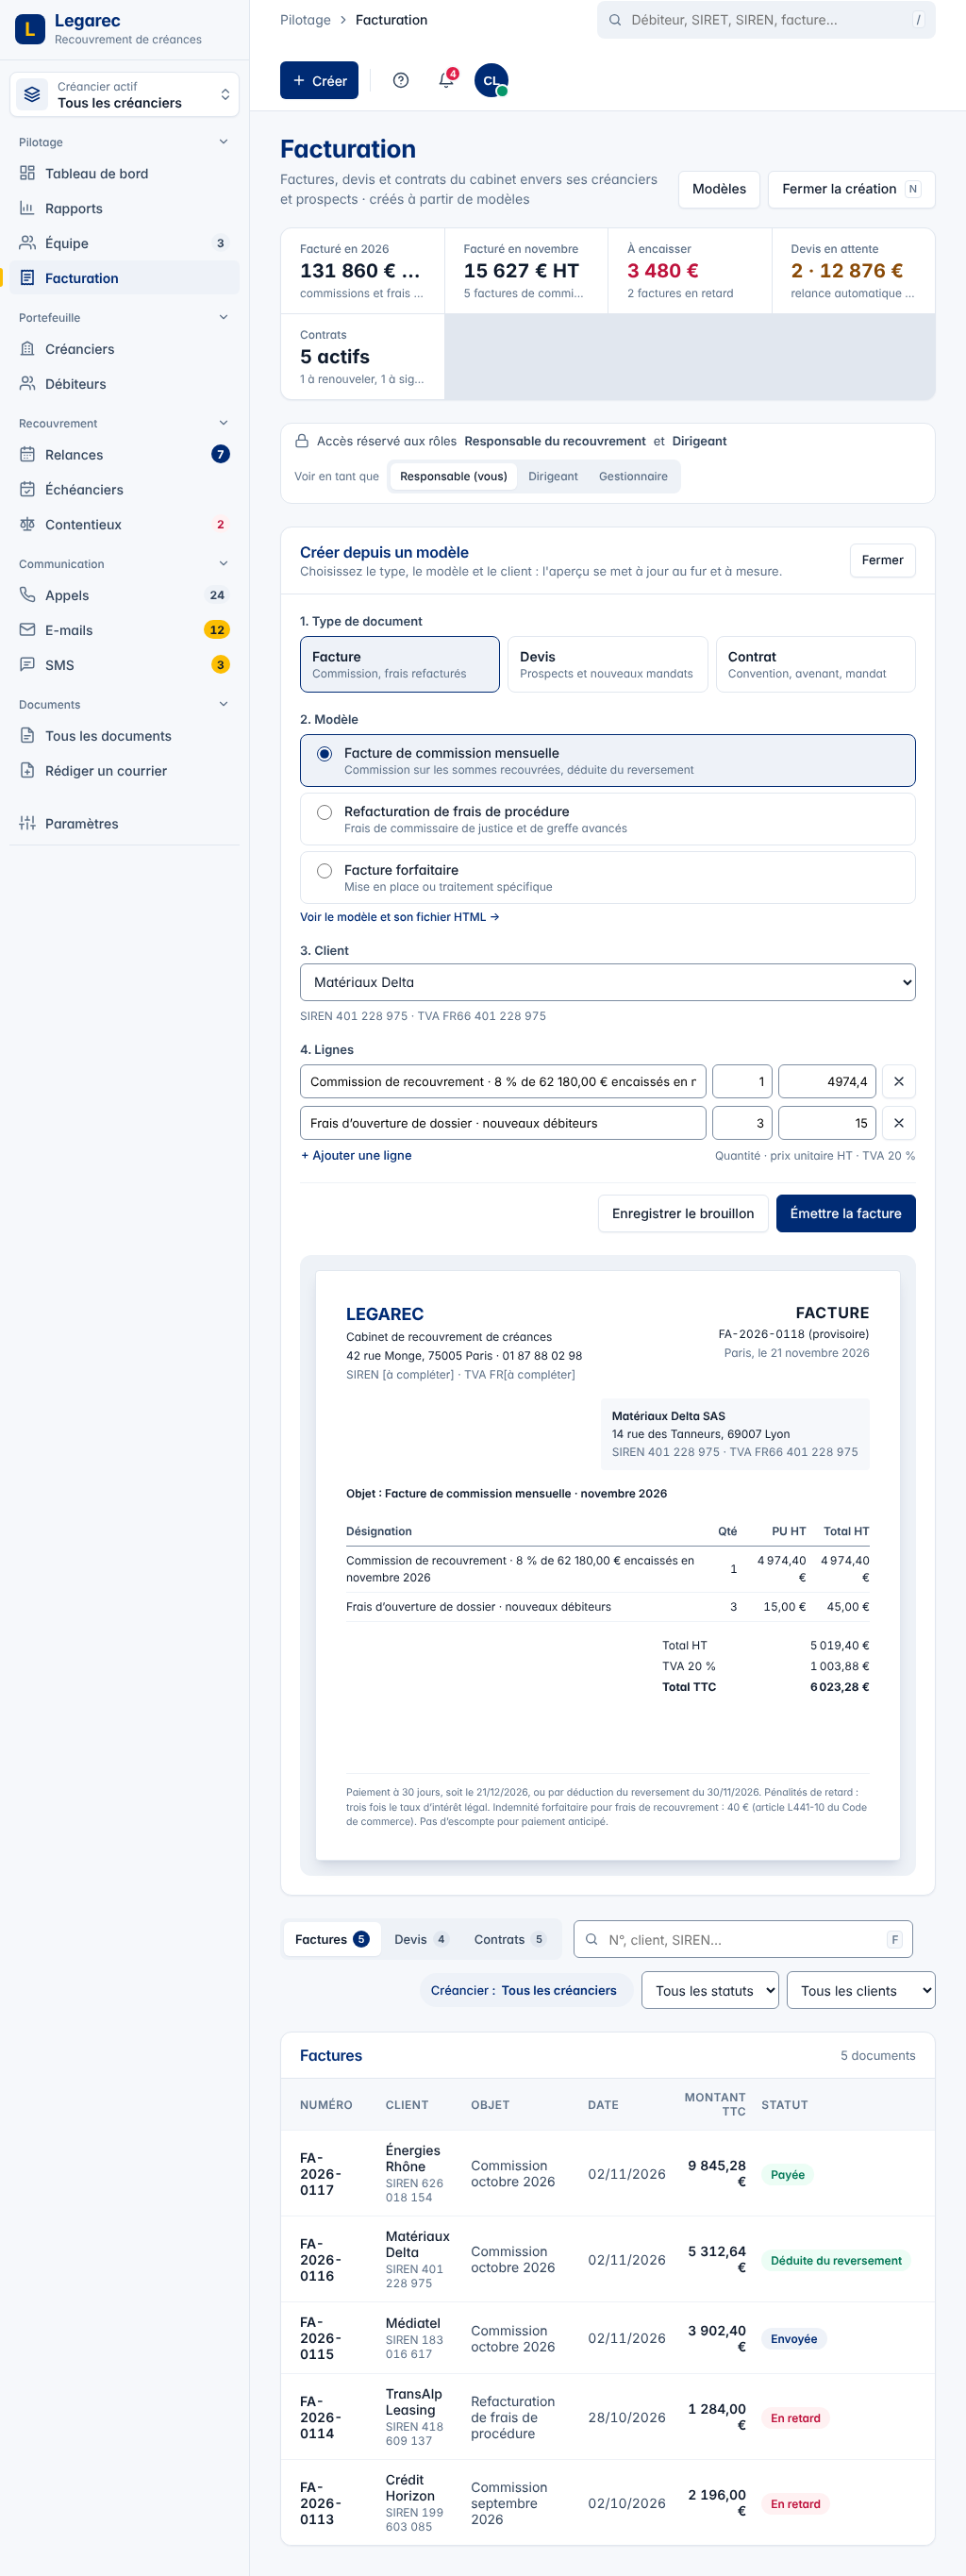 L
Legarec
Recouvrement de créances
Créancier actif
Tous les créanciers
Pilotage
Tableau de bord
Rapports
Équipe 3
Facturation
Portefeuille
Créanciers
Débiteurs
Recouvrement
Relances 7
Échéanciers
Contentieux 2
Communication
Appels 24
E-mails 12
SMS 3
Documents
Tous les documents
Rédiger un courrier
Paramètres
Pilotage > Facturation
Débiteur, SIRET, SIREN, facture... /
+ Créer
4
CL
Facturation
Factures, devis et contrats du cabinet envers ses créanciers
et prospects · créés à partir de modèles
Modèles
Fermer la création N
Facturé en 2026
131 860 € ...
commissions et frais ...
Facturé en novembre
15 627 € HT
5 factures de commi...
À encaisser
3 480 €
2 factures en retard
Devis en attente
2 · 12 876 €
relance automatique ...
Contrats
5 actifs
1 à renouveler, 1 à sig...
Accès réservé aux rôles Responsable du recouvrement et Dirigeant
Voir en tant que Responsable (vous) Dirigeant Gestionnaire
Créer depuis un modèle
Choisissez le type, le modèle et le client : l'aperçu se met à jour au fur et à mesure.
Fermer
1. Type de document
Facture
Commission, frais refacturés
Devis
Prospects et nouveaux mandats
Contrat
Convention, avenant, mandat
2. Modèle
Facture de commission mensuelle
Commission sur les sommes recouvrées, déduite du reversement
Refacturation de frais de procédure
Frais de commissaire de justice et de greffe avancés
Facture forfaitaire
Mise en place ou traitement spécifique
Voir le modèle et son fichier HTML →
3. Client
Matériaux Delta
SIREN 401 228 975 · TVA FR66 401 228 975
4. Lignes
Commission de recouvrement · 8 % de 62 180,00 € encaissés en 1 4974,4
Frais d’ouverture de dossier · nouveaux débiteurs 3 15
+ Ajouter une ligne
Quantité · prix unitaire HT · TVA 20 %
Enregistrer le brouillon
Émettre la facture
LEGAREC
Cabinet de recouvrement de créances
42 rue Monge, 75005 Paris · 01 87 88 02 98
SIREN [à compléter] · TVA FR[à compléter]
FACTURE
FA-2026-0118 (provisoire)
Paris, le 21 novembre 2026
Matériaux Delta SAS
14 rue des Tanneurs, 69007 Lyon
SIREN 401 228 975 · TVA FR66 401 228 975
Objet : Facture de commission mensuelle · novembre 2026
Désignation Qté PU HT Total HT
Commission de recouvrement · 8 % de 62 180,00 € encaissés en
novembre 2026
1
4 974,40
€
4 974,40
€
Frais d’ouverture de dossier · nouveaux débiteurs 3 15,00 € 45,00 €
Total HT 5 019,40 €
TVA 20 % 1 003,88 €
Total TTC 6 023,28 €
Paiement à 30 jours, soit le 21/12/2026, ou par déduction du reversement du 30/11/2026. Pénalités de retard :
trois fois le taux d’intérêt légal. Indemnité forfaitaire pour frais de recouvrement : 40 € (article L441-10 du Code
de commerce). Pas d’escompte pour paiement anticipé.
Factures 5 Devis 4 Contrats 5
N°, client, SIREN... F
Créancier : Tous les créanciers
Tous les statuts
Tous les clients
Factures
5 documents
NUMÉRO CLIENT OBJET DATE MONTANT
TTC STATUT
FA-
2026-
0117
Énergies
Rhône
SIREN 626
018 154
Commission
octobre 2026
02/11/2026
9 845,28
€
Payée
FA-
2026-
0116
Matériaux
Delta
SIREN 401
228 975
Commission
octobre 2026
02/11/2026
5 312,64
€
Déduite du reversement
FA-
2026-
0115
Médiatel
SIREN 183
016 617
Commission
octobre 2026
02/11/2026
3 902,40
€
Envoyée
FA-
2026-
0114
TransAlp
Leasing
SIREN 418
609 137
Refacturation
de frais de
procédure
28/10/2026
1 284,00
€
En retard
FA-
2026-
0113
Crédit
Horizon
SIREN 199
603 085
Commission
septembre
2026
02/10/2026
2 196,00
€
En retard